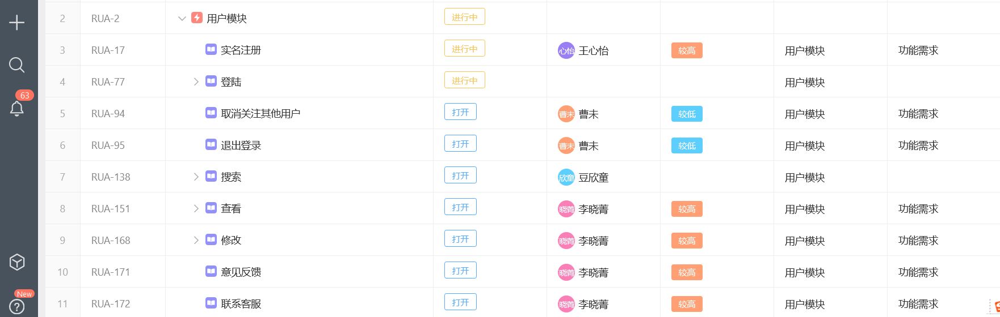 2 RUA-2 用户模块 进行中
3 RUA-17 实名注册 进行中 心怡 王心怡 较高 用户模块 功能需求
63
4 RUA-77 登陆 进行中 用户模块
5 RUA-94 取消关注其他用户 打开 曹未 曹未 较低 用户模块 功能需求
6 RUA-95 退出登录 打开 曹未 曹未 较低 用户模块 功能需求
7 RUA-138 搜索 打开 欣童 豆欣童 用户模块
8 RUA-151 查看 打开 晓菁 李晓菁 较高 用户模块 功能需求
9 RUA-168 修改 打开 晓菁 李晓菁 较高 用户模块 功能需求
10 RUA-171 意见反馈 打开 晓菁 李晓菁 较高 用户模块 功能需求
New
11 RUA-172 联系客服 打开 晓菁 李晓菁 较高 用户模块 功能需求